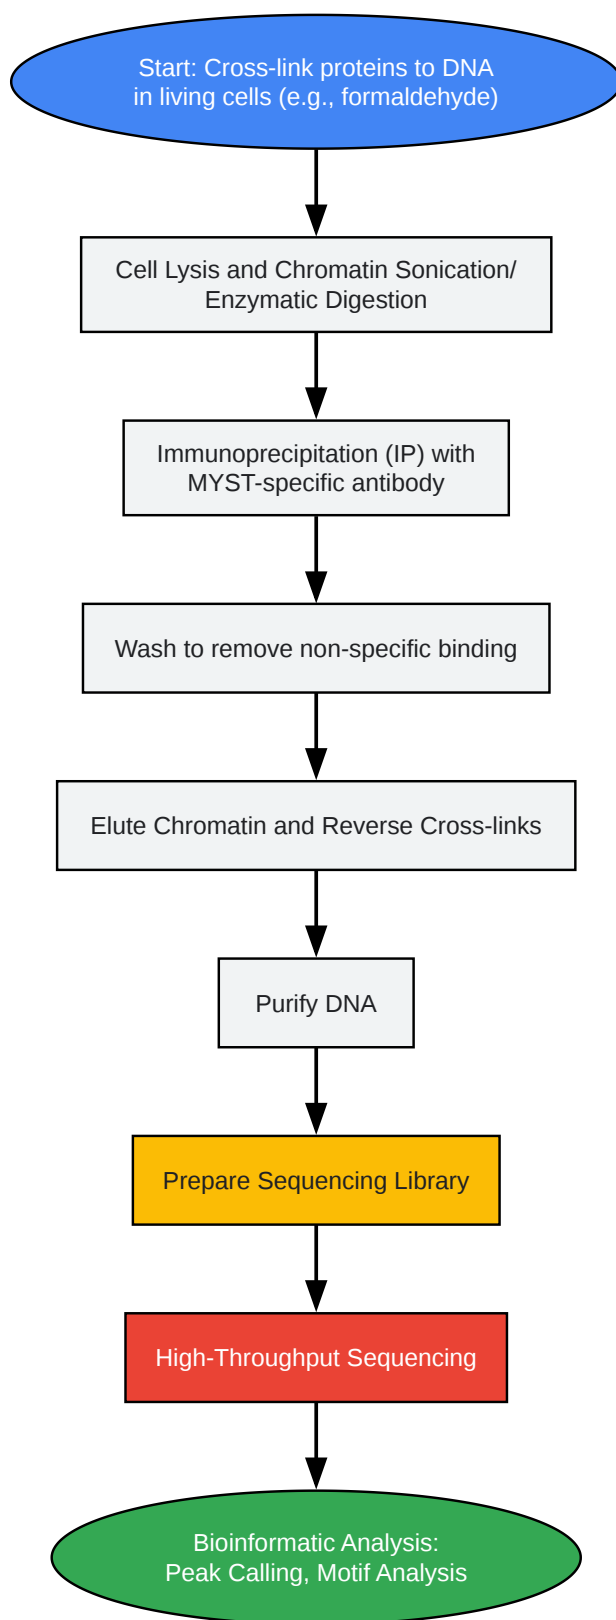 Start: Cross-link proteins to DNA
in living cells (e.g., formaldehyde)
Cell Lysis and Chromatin Sonication/
Enzymatic Digestion
Immunoprecipitation (IP) with
MYST-specific antibody
Wash to remove non-specific binding
Elute Chromatin and Reverse Cross-links
Purify DNA
Prepare Sequencing Library
High-Throughput Sequencing
Bioinformatic Analysis:
Peak Calling, Motif Analysis